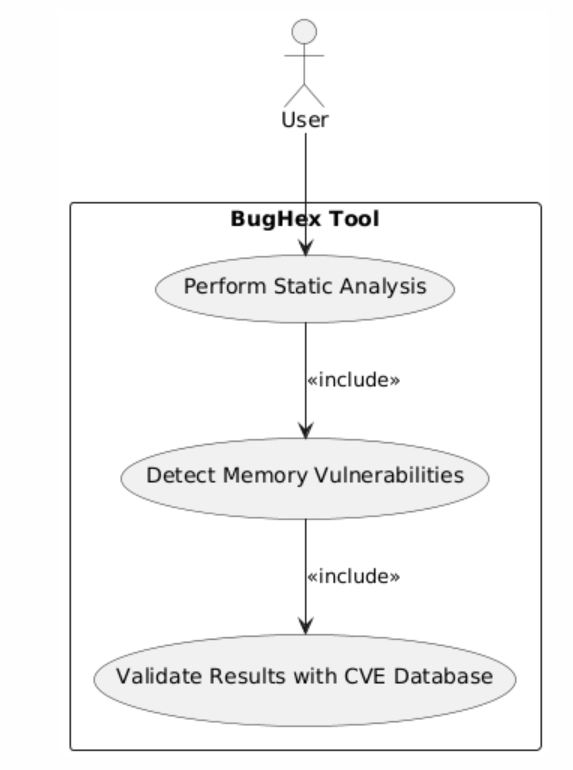 User
BugHex Tool
Perform Static Analysis
«include»
Detect Memory Vulnerabilities
«include»
Validate Results with CVE Database